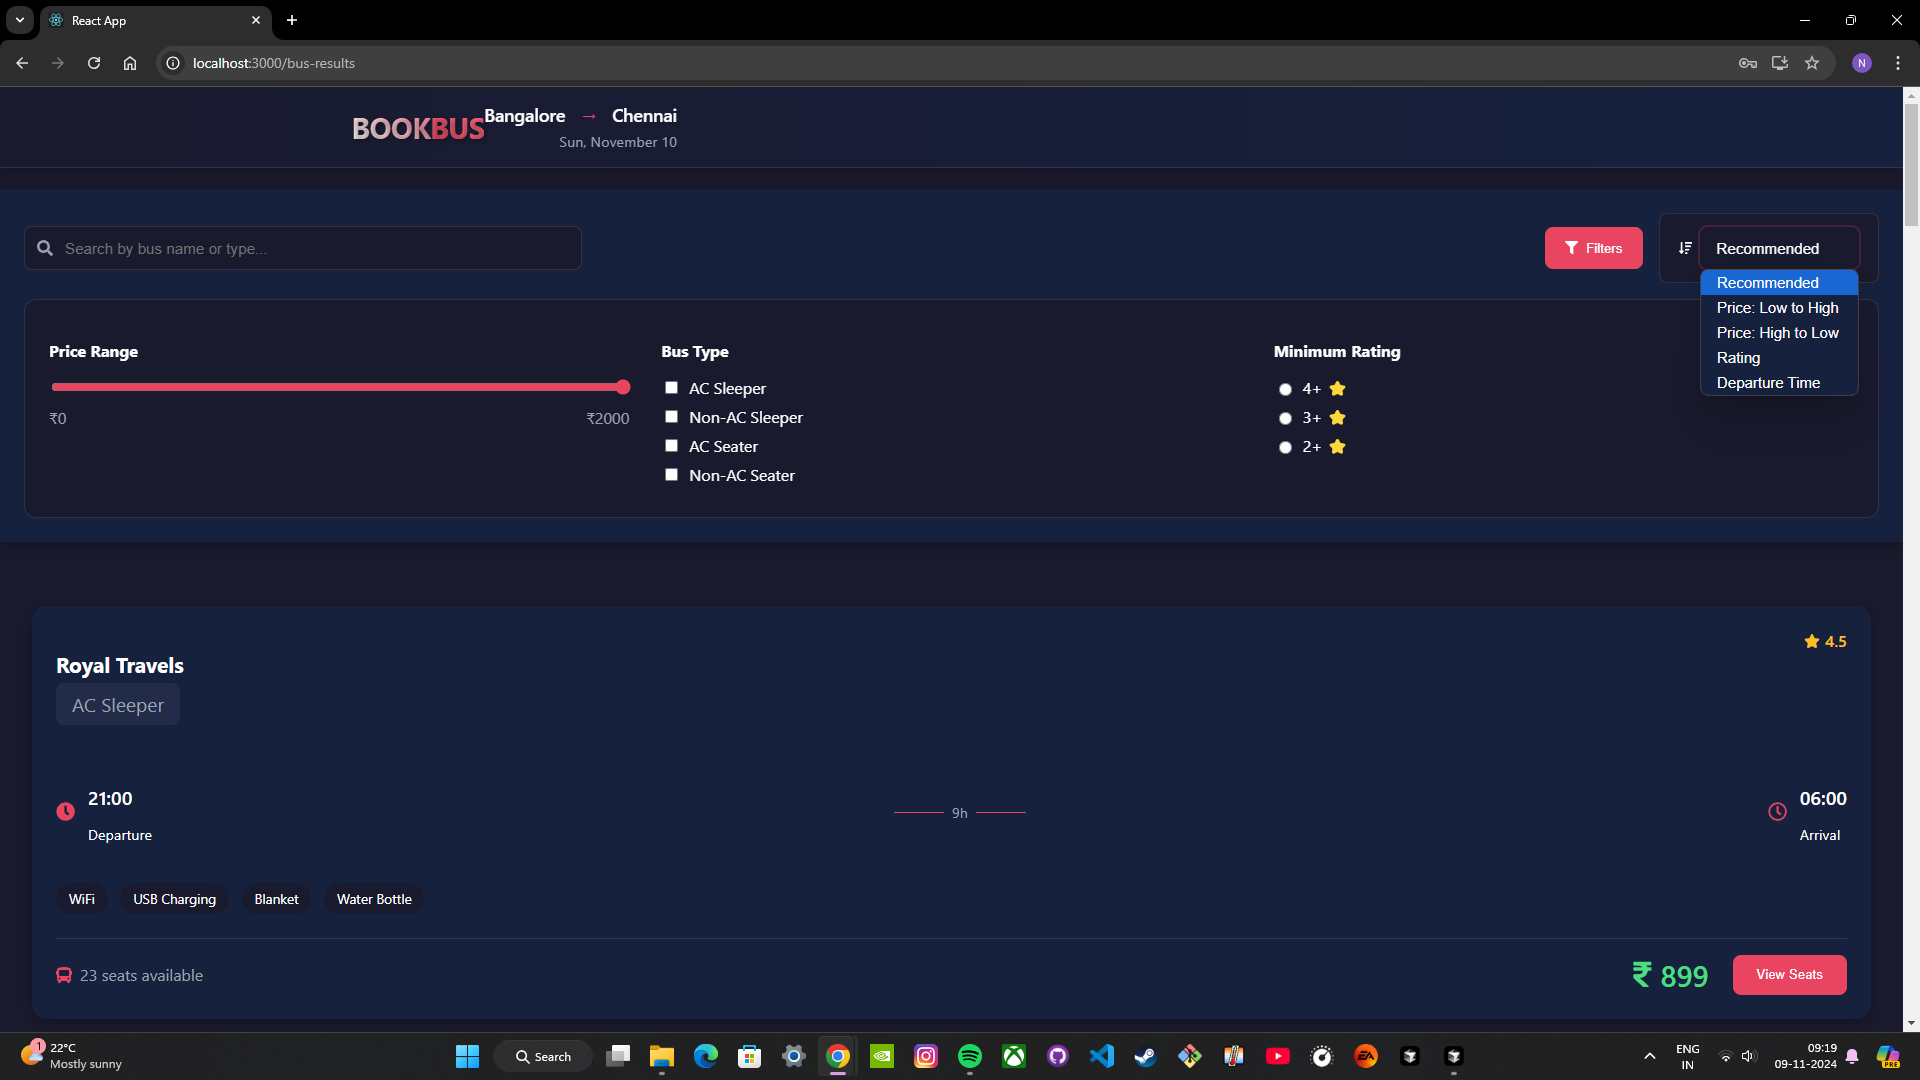 React App
localhost:3000/bus-results
N
BOOKBUS
Bangalore → Chennai
Sun, November 10
Search by bus name or type...
Filters
Recommended
Recommended
Price: Low to High
Price: High to Low
Rating
Departure Time
Price Range
₹0 ₹2000
Bus Type
AC Sleeper
Non-AC Sleeper
AC Seater
Non-AC Seater
Minimum Rating
4+
3+
2+
4.5
Royal Travels
AC Sleeper
21:00
Departure
9h
06:00
Arrival
WiFi USB Charging Blanket Water Bottle
23 seats available
₹ 899
View Seats
1
22°C
Mostly sunny
Search
EA
ENG
IN
09:19
09-11-2024
PRE